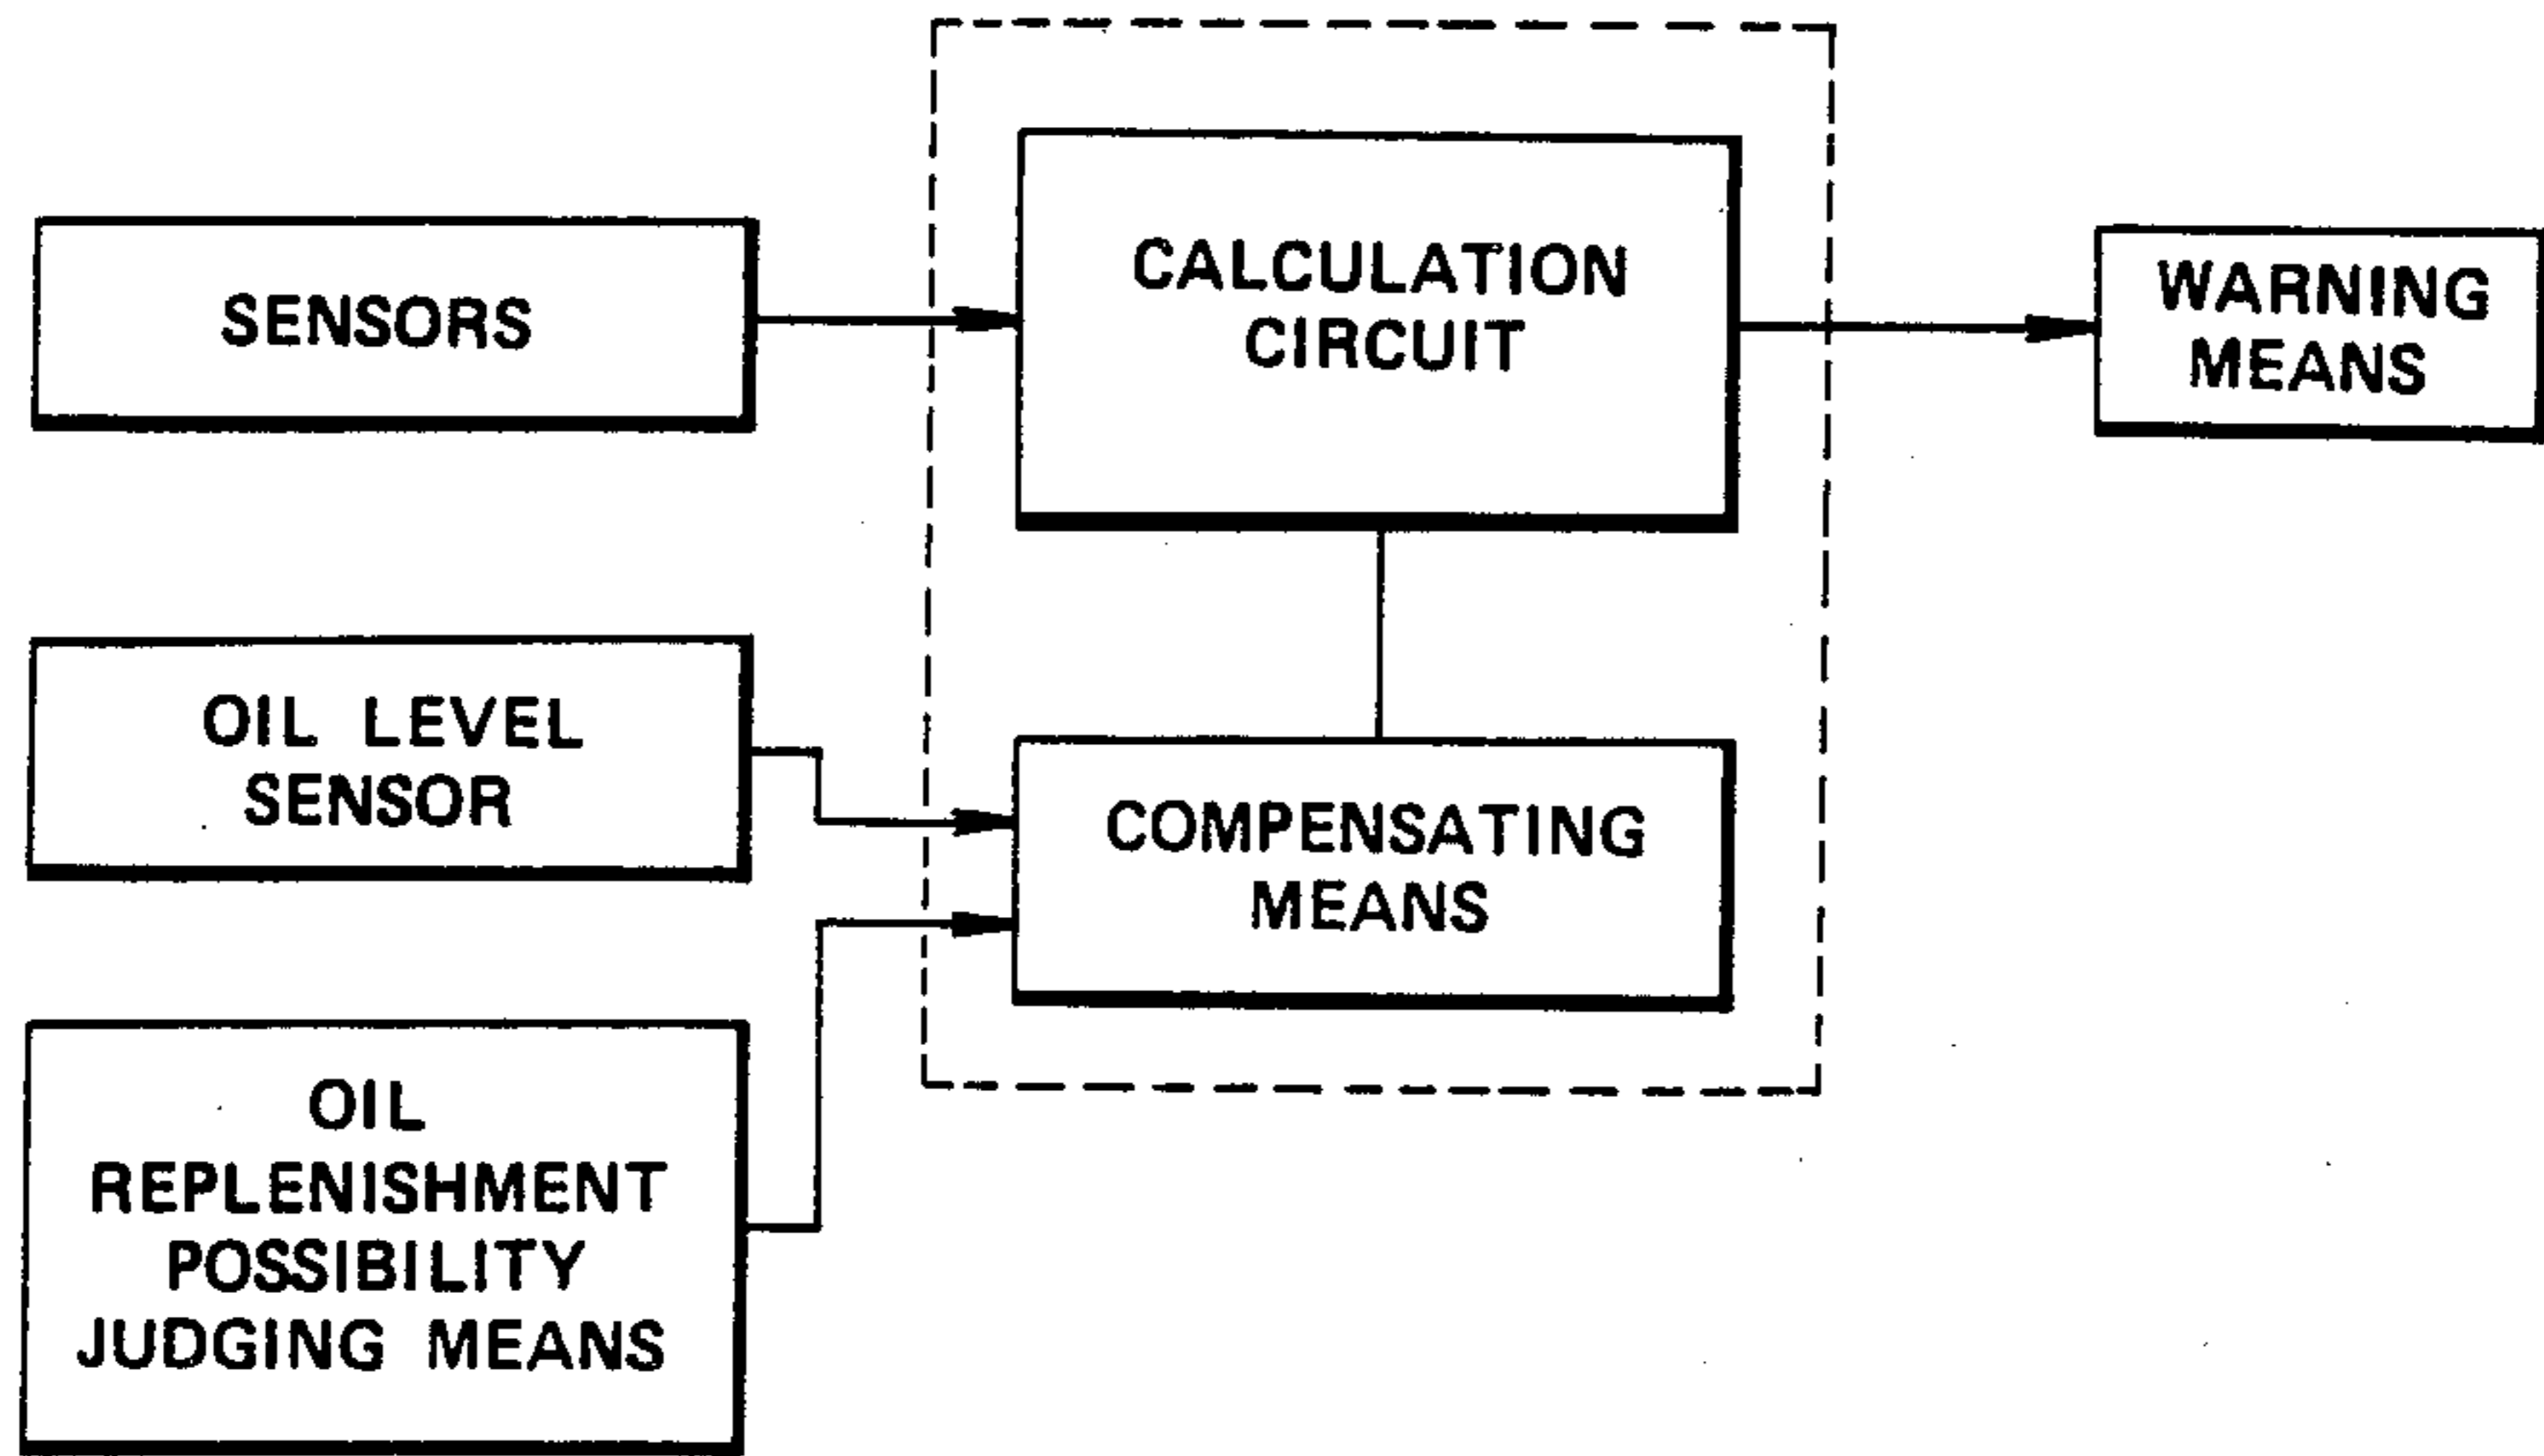 SENSORS
CALCULATION
CIRCUIT
WARNING
MEANS
OIL LEVEL
SENSOR
COMPENSATING
MEANS
OIL
REPLENISHMENT
POSSIBILITY
JUDGING MEANS